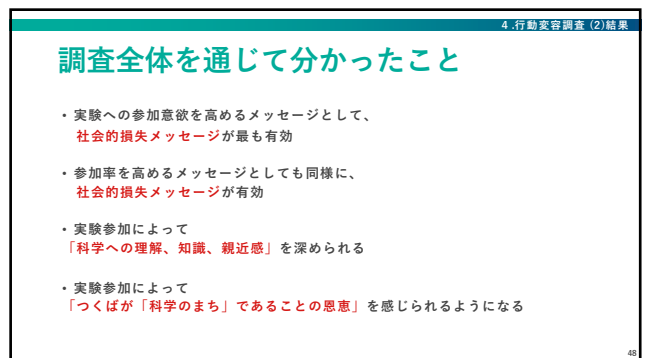 4 .行動変容調査 (2)結果
調査全体を通じて分かったこと
・実験への参加意欲を高めるメッセージとして、
社会的損失メッセージが最も有効
・参加率を高めるメッセージとしても同様に、
社会的損失メッセージが有効
・実験参加によって
「科学への理解、知識、親近感」を深められる
・実験参加によって
「つくばが「科学のまち」であることの恩恵」を感じられるようになる
48